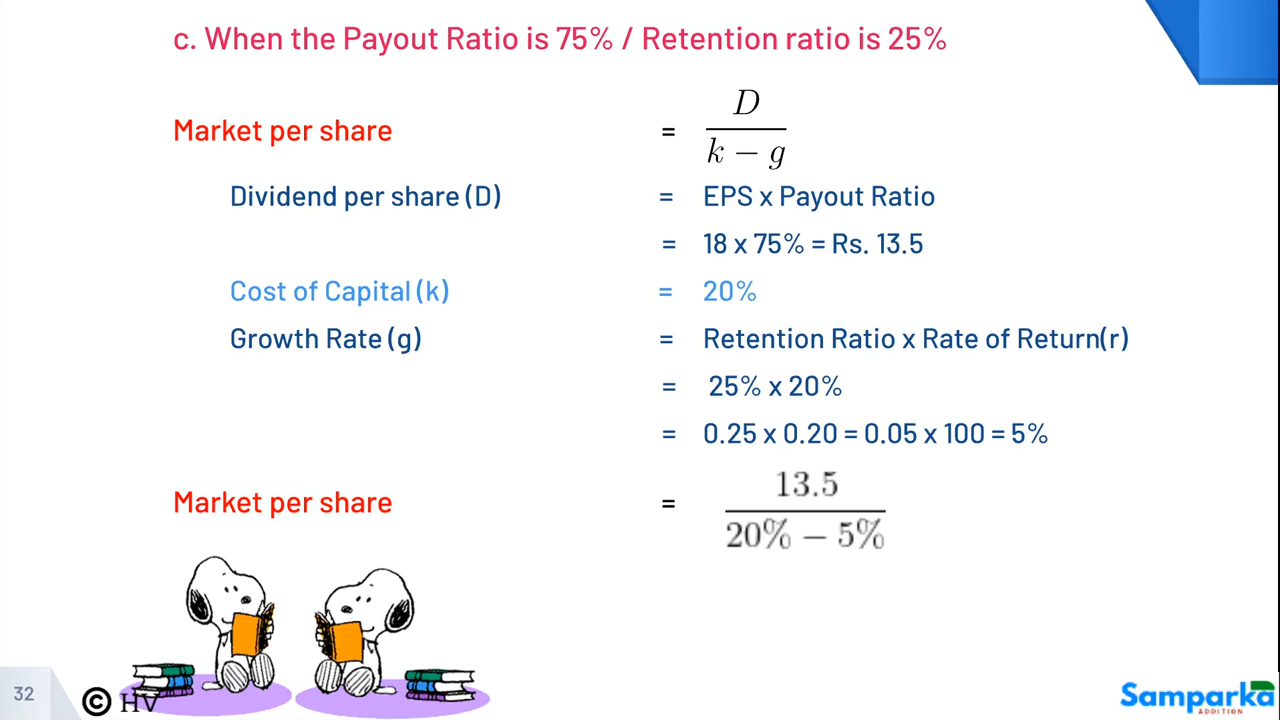 c. When the Payout Ratio is 75% / Retention ratio is 25%
Market per share = D / k − g
Dividend per share (D) = EPS x Payout Ratio
= 18 x 75% = Rs. 13.5
Cost of Capital (k) = 20%
Growth Rate (g) = Retention Ratio x Rate of Return(r)
= 25% x 20%
= 0.25 x 0.20 = 0.05 x 100 = 5%
Market per share = 13.5 / 20% − 5%
32
© HV
Samparka
ADDITION